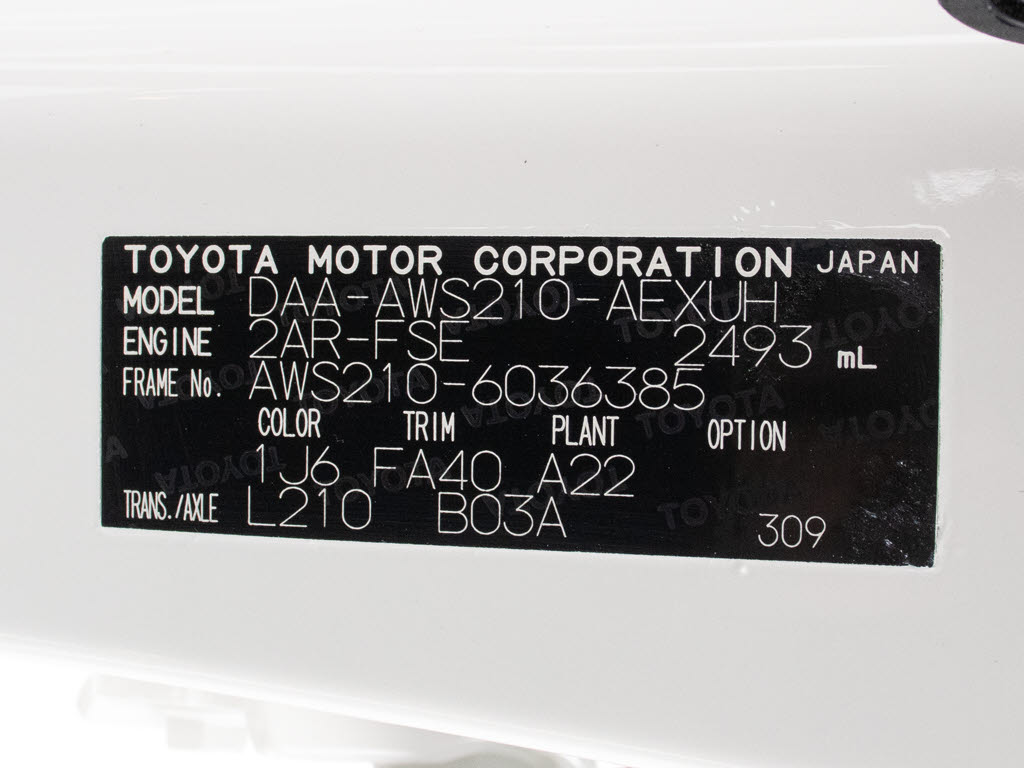 TOYOTA MOTOR CORPORATION JAPAN
MODEL DAA-AWS210-AEXUH
ENGINE 2AR-FSE 2493 mL
FRAME No. AWS210-6036385
COLOR TRIM PLANT OPTION
1J6 FA40 A22
TRANS./AXLE L210 B03A 309